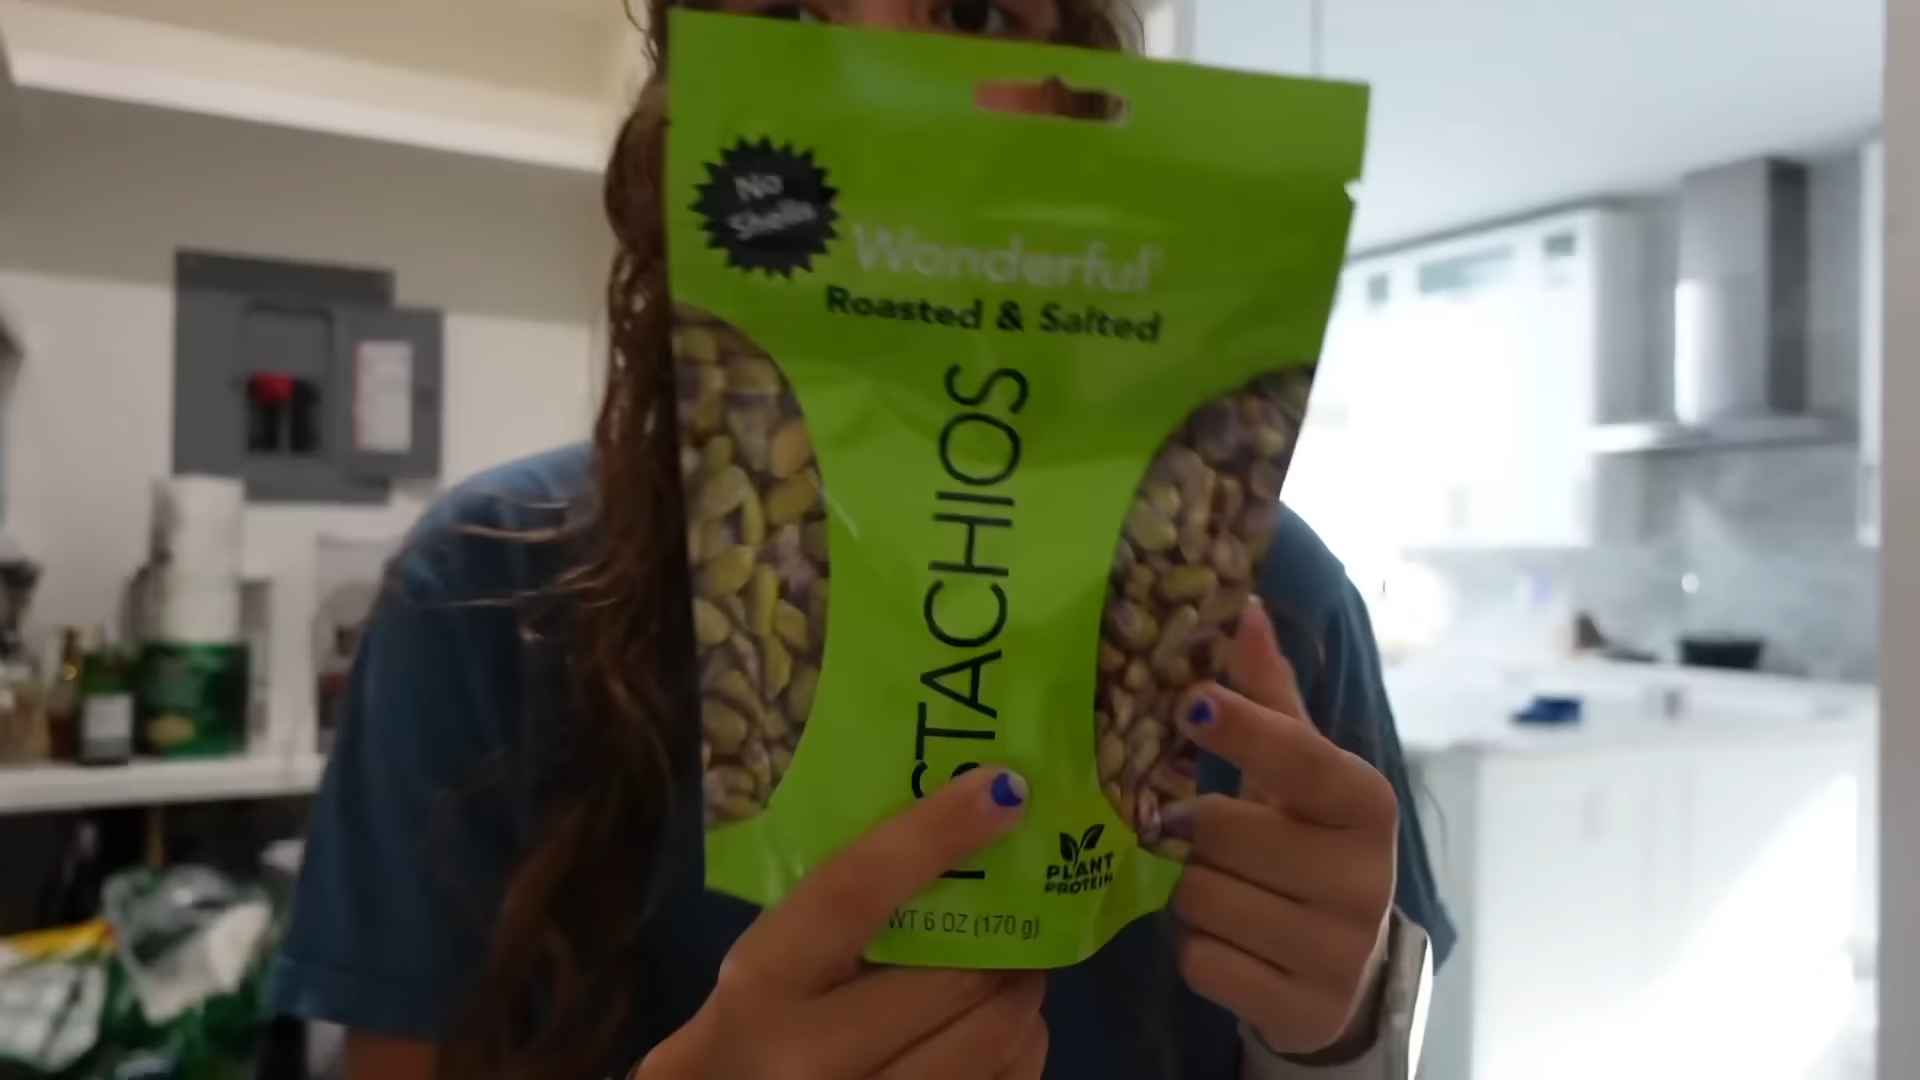 No
Shells
Wonderful
Roasted & Salted
STACHIOS
PLANT
PROTEIN
WT 6 OZ (170 g)